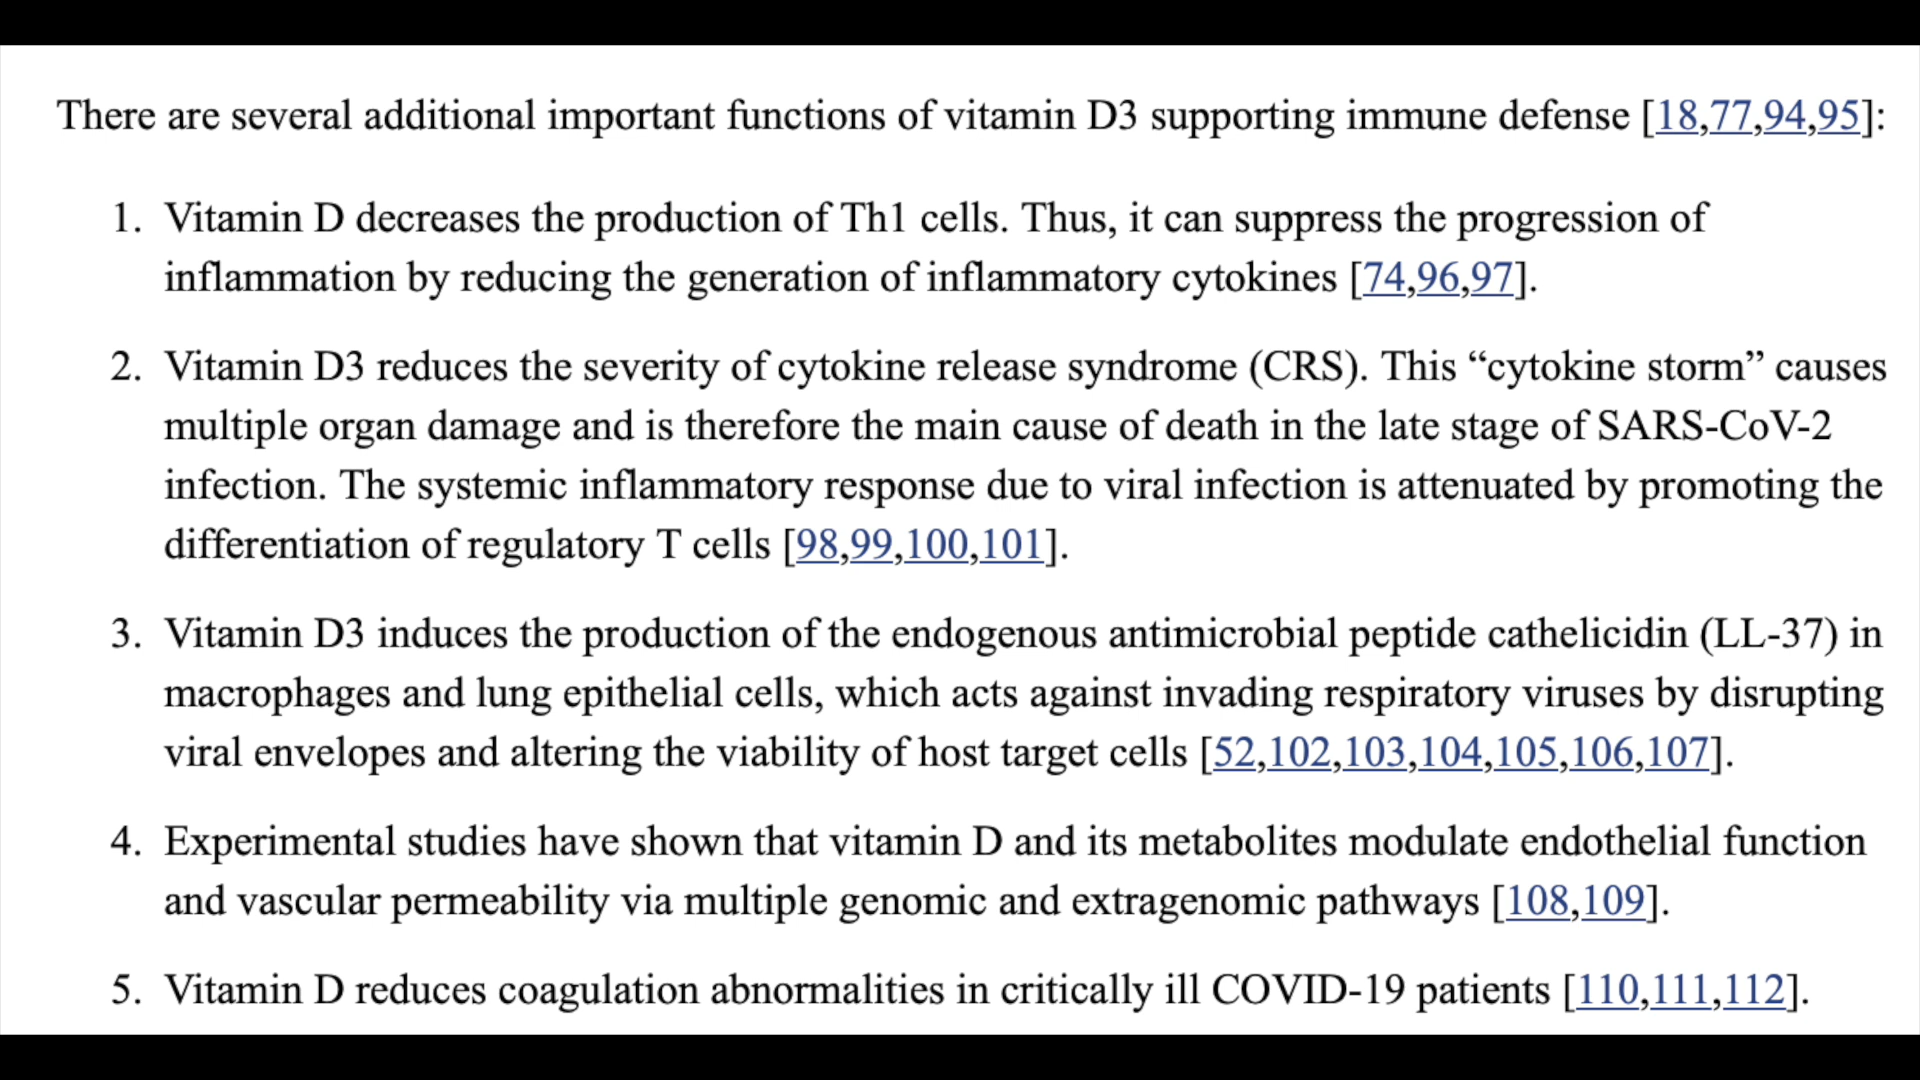 There are several additional important functions of vitamin D3 supporting immune defense [18,77,94,95]:
1. Vitamin D decreases the production of Th1 cells. Thus, it can suppress the progression of
inflammation by reducing the generation of inflammatory cytokines [74,96,97].
2. Vitamin D3 reduces the severity of cytokine release syndrome (CRS). This “cytokine storm” causes
multiple organ damage and is therefore the main cause of death in the late stage of SARS-CoV-2
infection. The systemic inflammatory response due to viral infection is attenuated by promoting the
differentiation of regulatory T cells [98,99,100,101].
3. Vitamin D3 induces the production of the endogenous antimicrobial peptide cathelicidin (LL-37) in
macrophages and lung epithelial cells, which acts against invading respiratory viruses by disrupting
viral envelopes and altering the viability of host target cells [52,102,103,104,105,106,107].
4. Experimental studies have shown that vitamin D and its metabolites modulate endothelial function
and vascular permeability via multiple genomic and extragenomic pathways [108,109].
5. Vitamin D reduces coagulation abnormalities in critically ill COVID-19 patients [110,111,112].